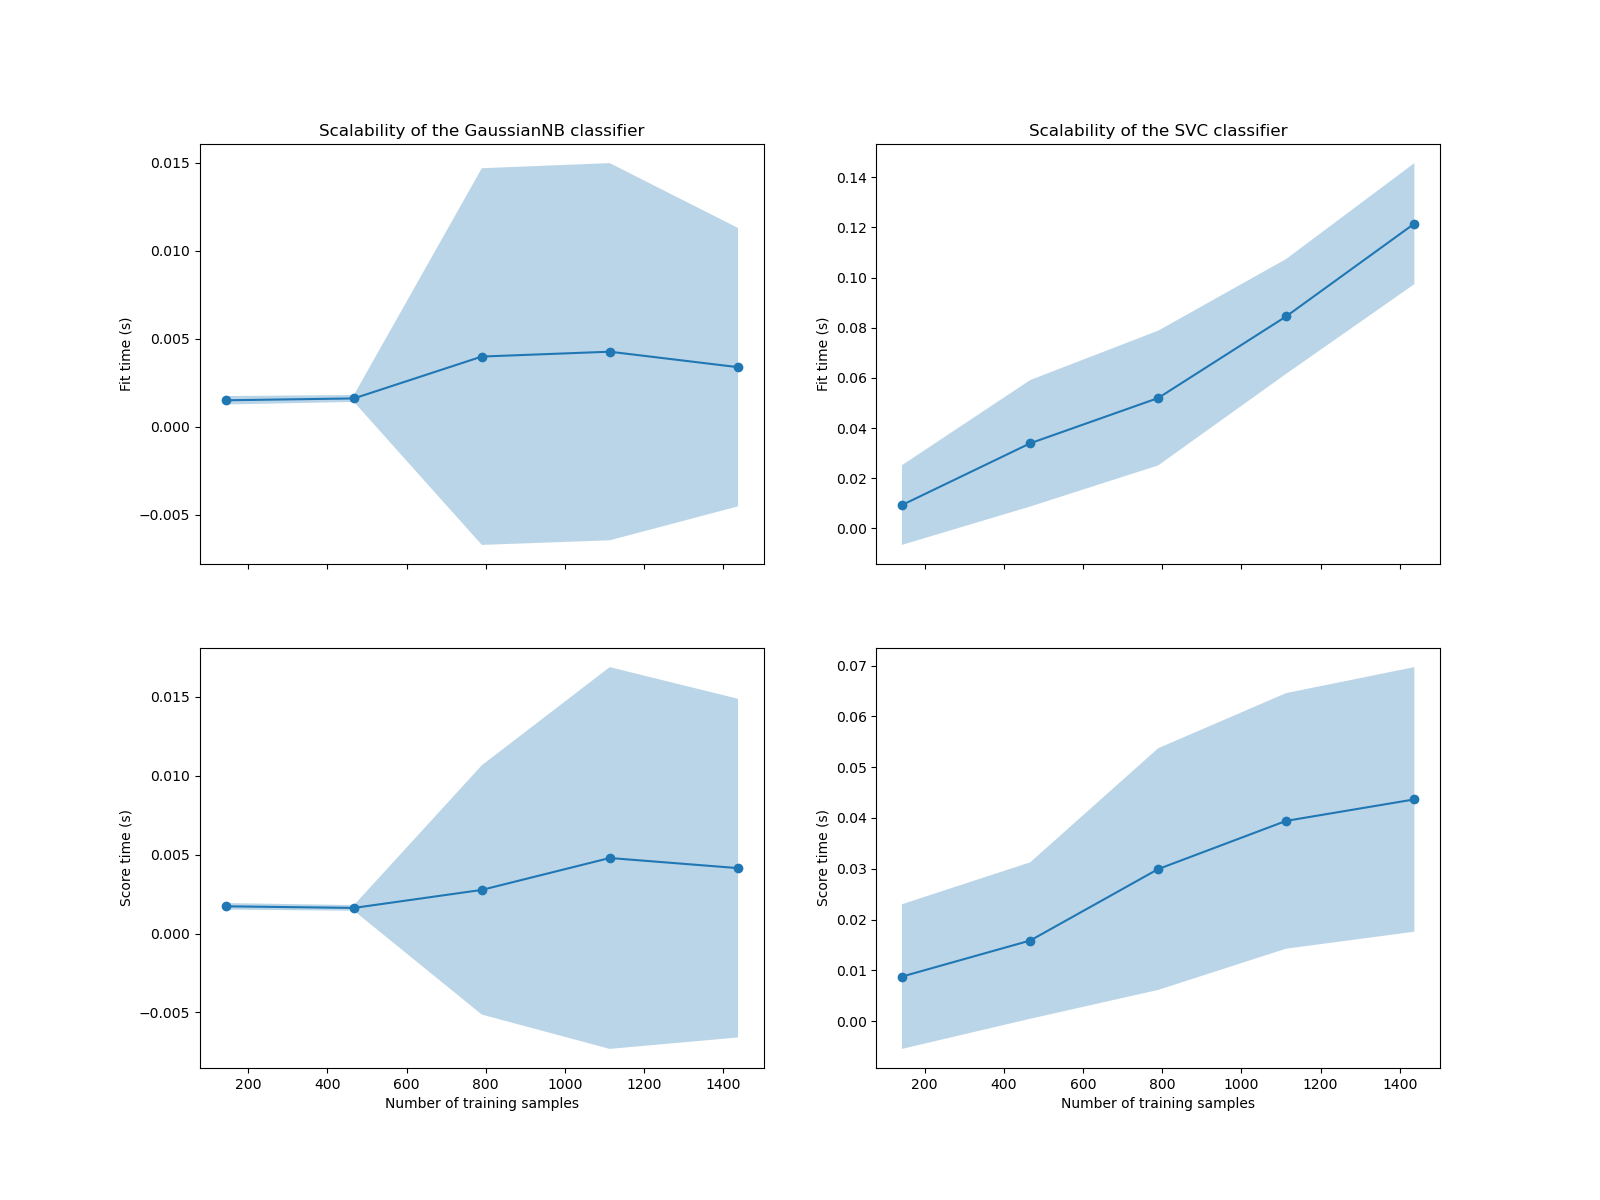 Scalability of the GaussianNB classifier
Scalability of the SVC classifier
0.015
0.010
0.005
0.000
−0.005
Fit time (s)
0.14
0.12
0.10
0.08
0.06
0.04
0.02
0.00
Fit time (s)
0.015
0.010
0.005
0.000
−0.005
Score time (s)
200 400 600 800 1000 1200 1400
Number of training samples
0.07
0.06
0.05
0.04
0.03
0.02
0.01
0.00
Score time (s)
200 400 600 800 1000 1200 1400
Number of training samples